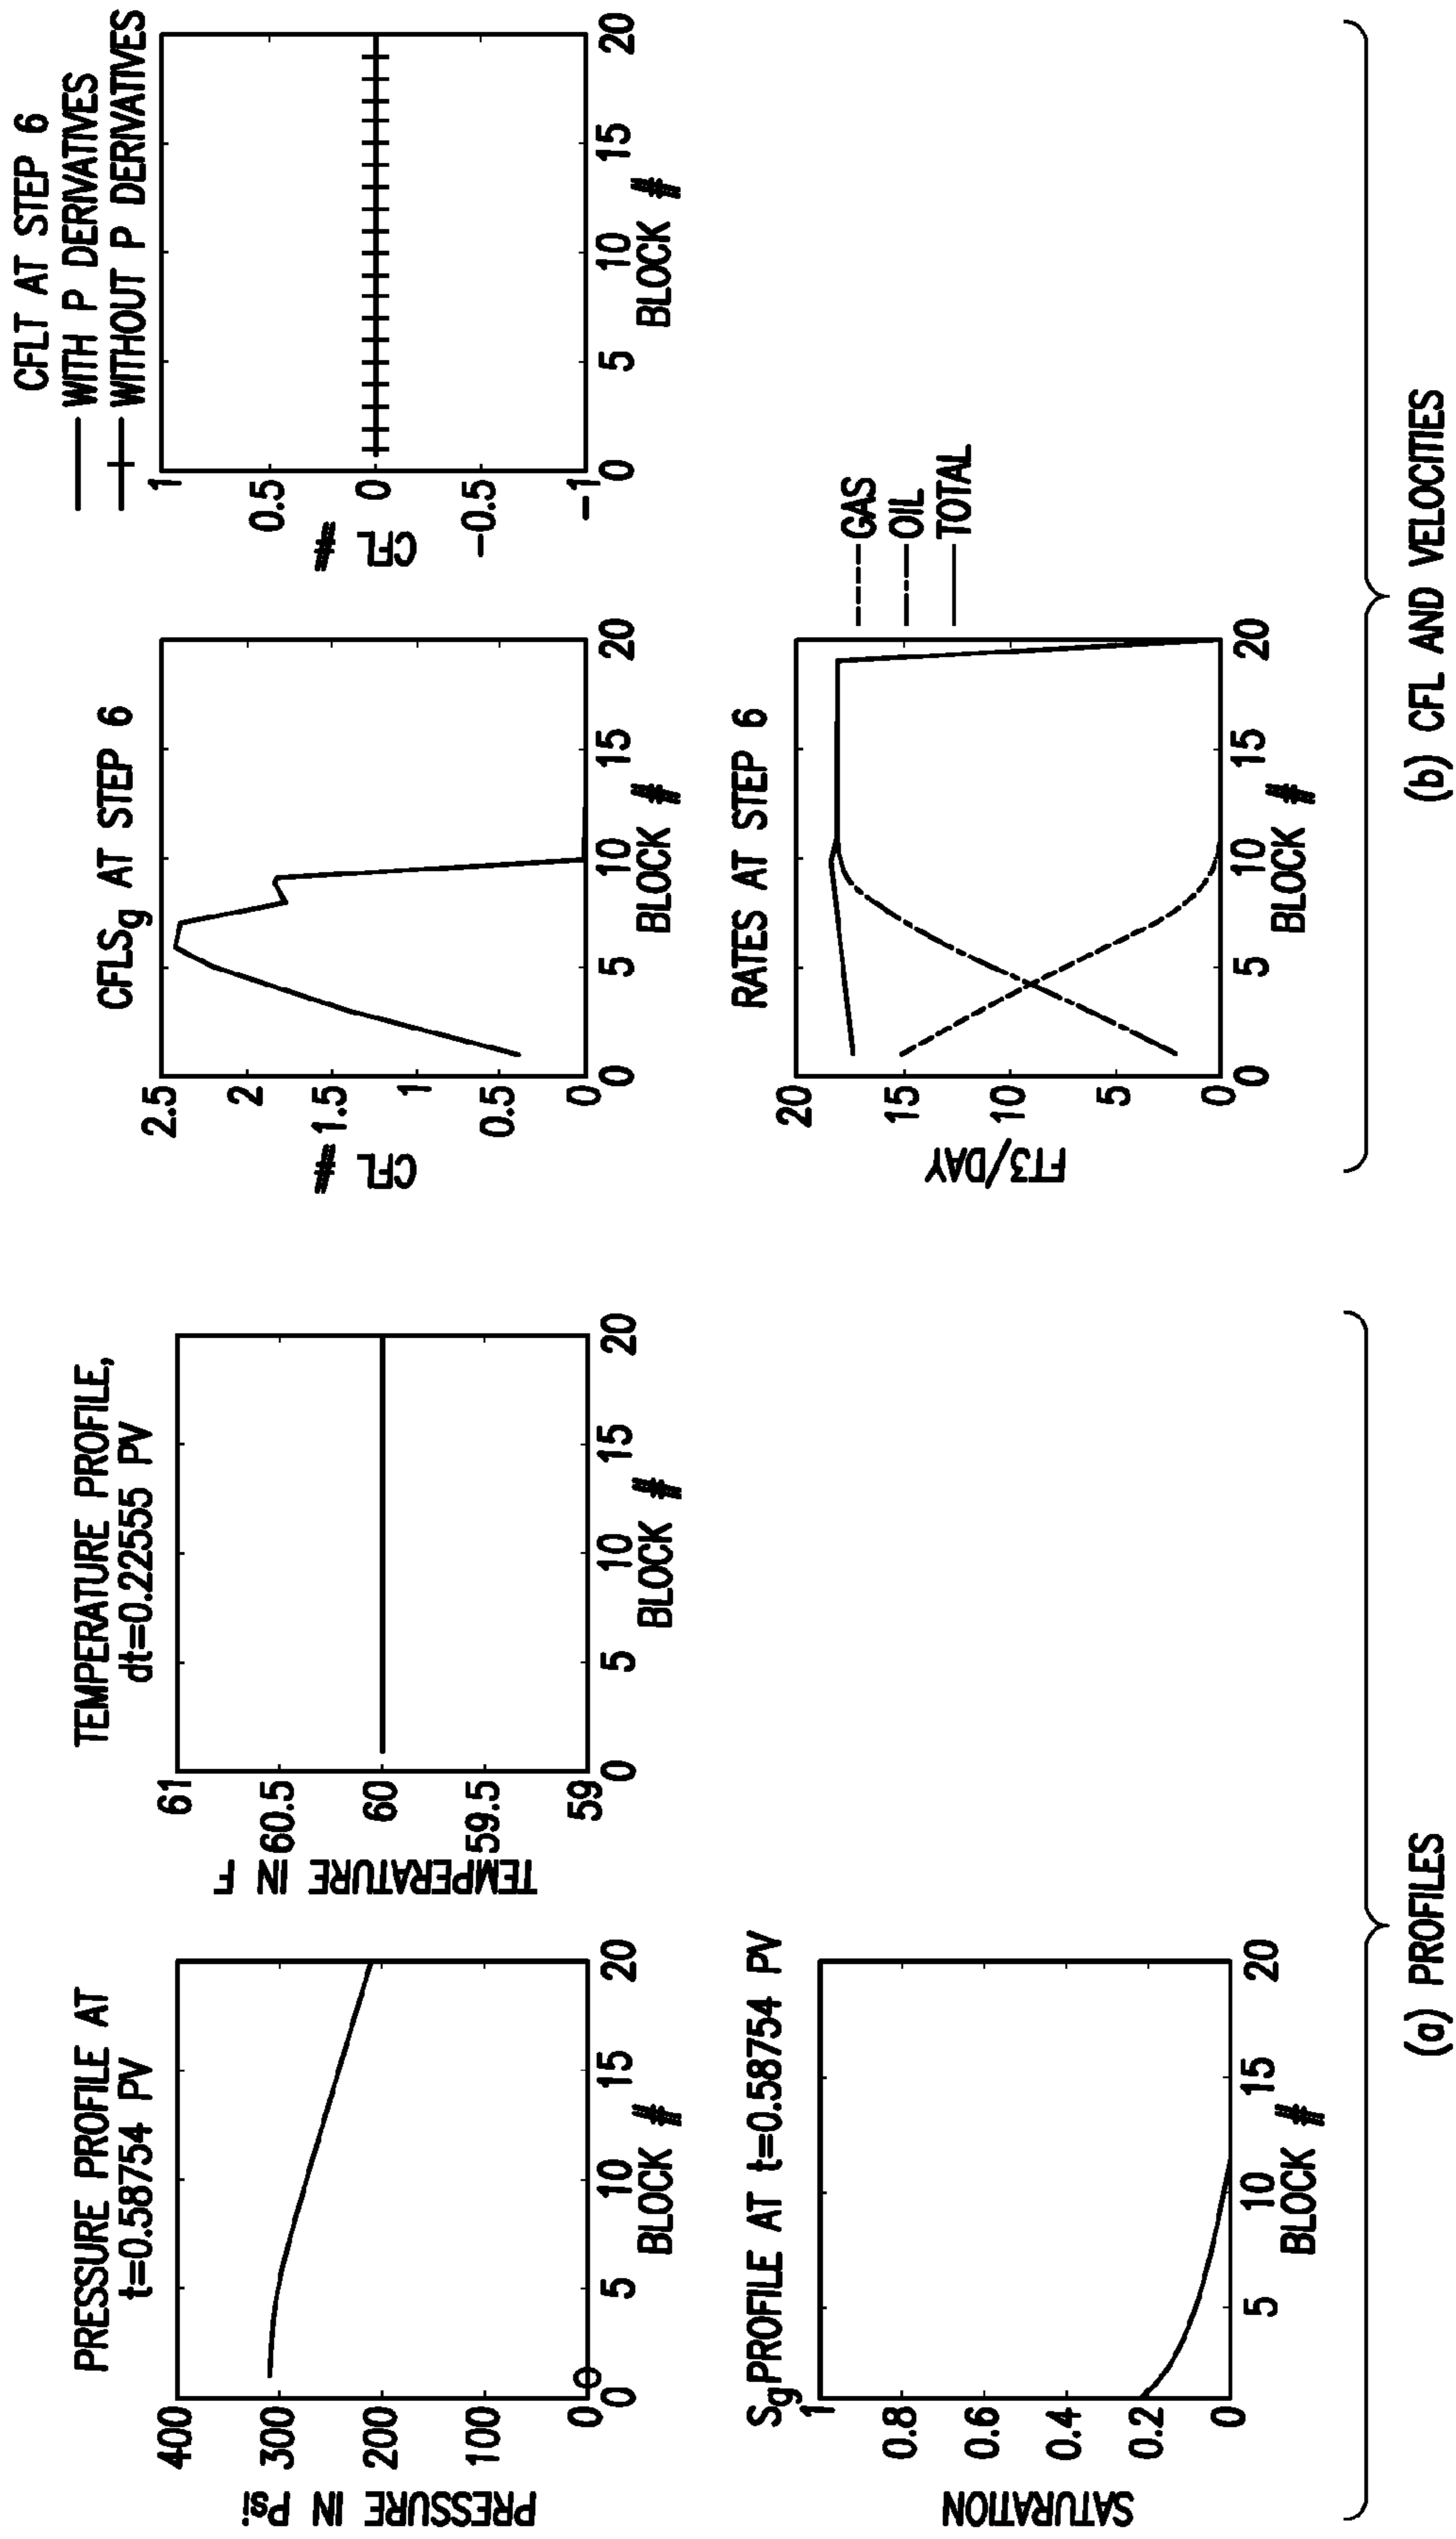 PRESSURE PROFILE AT
t=0.58754 PV
400
300
200
100
0
PRESSURE IN Psi
0
5
10
15
20
BLOCK #
TEMPERATURE PROFILE,
dt=0.22555 PV
61
60.5
60
59.5
59
TEMPERATURE IN F
0
5
10
15
20
BLOCK #
Sg PROFILE AT t=0.58754 PV
1
0.8
0.6
0.4
0.2
0
SATURATION
5
10
15
20
BLOCK #
(a) PROFILES
CFLSg AT STEP 6
2.5
2
1.5
1
0.5
0
CFL #
0
5
10
15
20
BLOCK #
CFLT AT STEP 6
WITH P DERIVATIVES
WITHOUT P DERIVATIVES
1
0.5
0
-0.5
-1
CFL #
0
5
10
15
20
BLOCK #
RATES AT STEP 6
20
15
10
5
0
FT3/DAY
0
5
10
15
20
BLOCK #
GAS
OIL
TOTAL
(b) CFL AND VELOCITIES